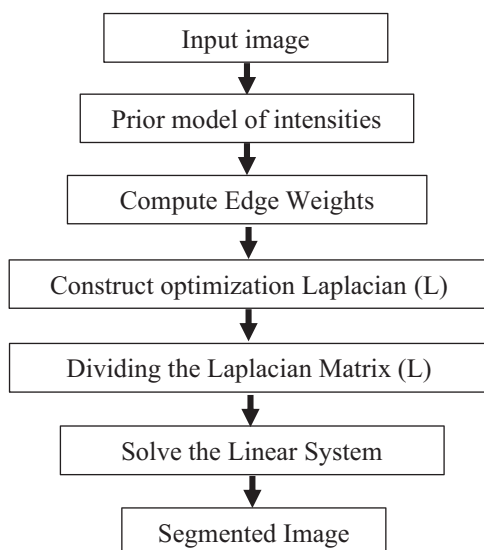 Input image
Prior model of intensities
Compute Edge Weights
Construct optimization Laplacian (L)
Dividing the Laplacian Matrix (L)
Solve the Linear System
Segmented Image